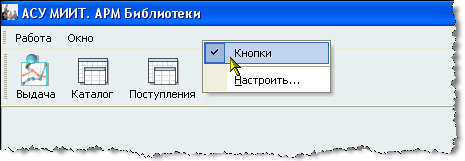 АСУ МИИТ. АРМ Библиотеки
Работа Окно
Кнопки
Настроить...
Выдача Каталог Поступления